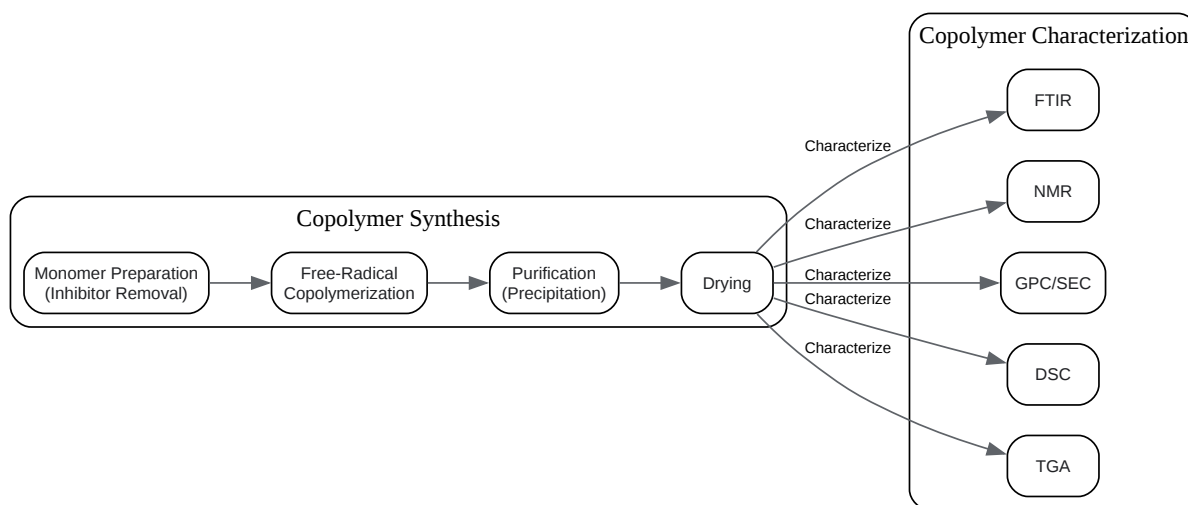 Copolymer Characterization
FTIR
Characterize
NMR
Copolymer Synthesis
Characterize
Monomer Preparation
(Inhibitor Removal)
Free-Radical
Copolymerization
Purification
(Precipitation)
Drying
Characterize
GPC/SEC
Characterize
Characterize
DSC
TGA